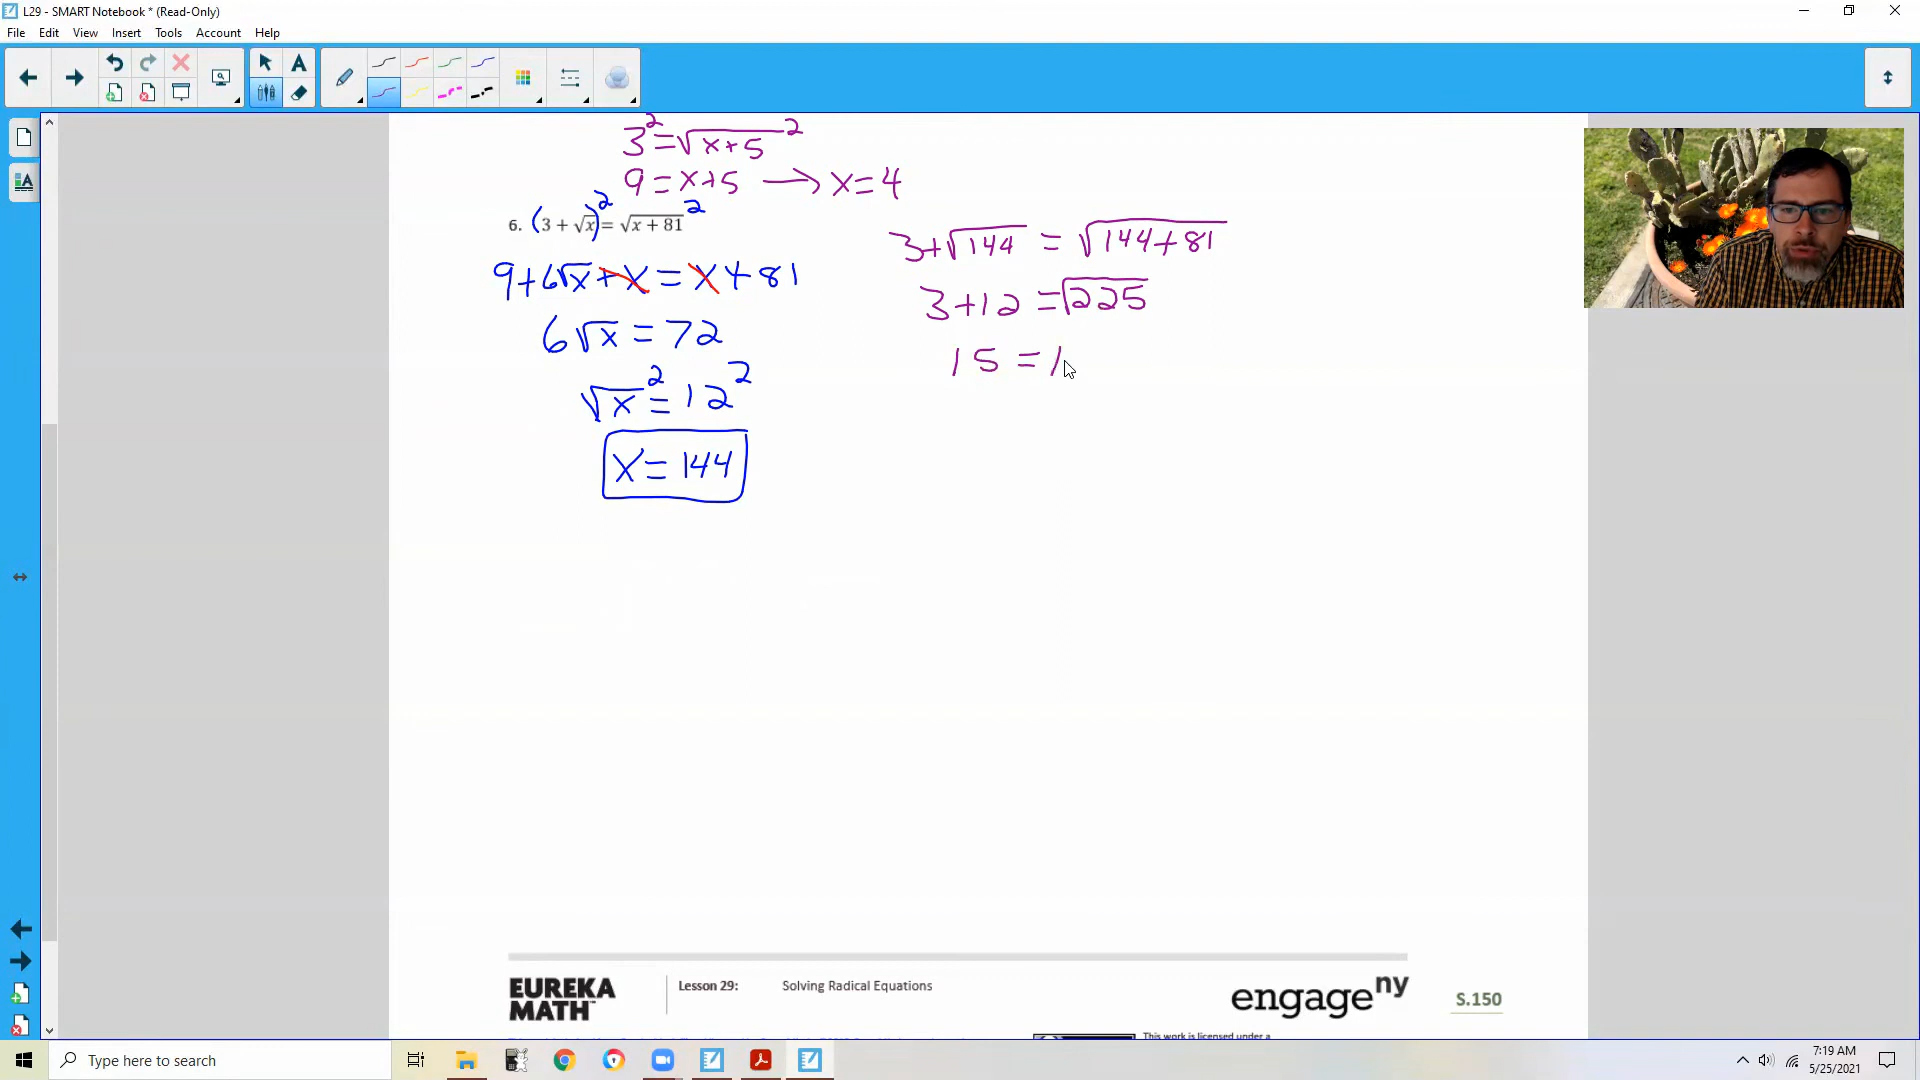 L29 - SMART Notebook * (Read-Only)
File Edit View Insert Tools Account Help
3² = √(x+5)²
9 = x+5 → x=4
6. (3 + √x)² = √(x + 81)²
9+6√x+x = x+81
3+√144 = √(144+81)
6√x = 72
3+12 = √225
√x² = 12²
15 = 1
x = 144
EUREKA MATH™
Lesson 29: Solving Radical Equations
engage ny
S.150
This work is licensed under a
Type here to search
7:19 AM
5/25/2021